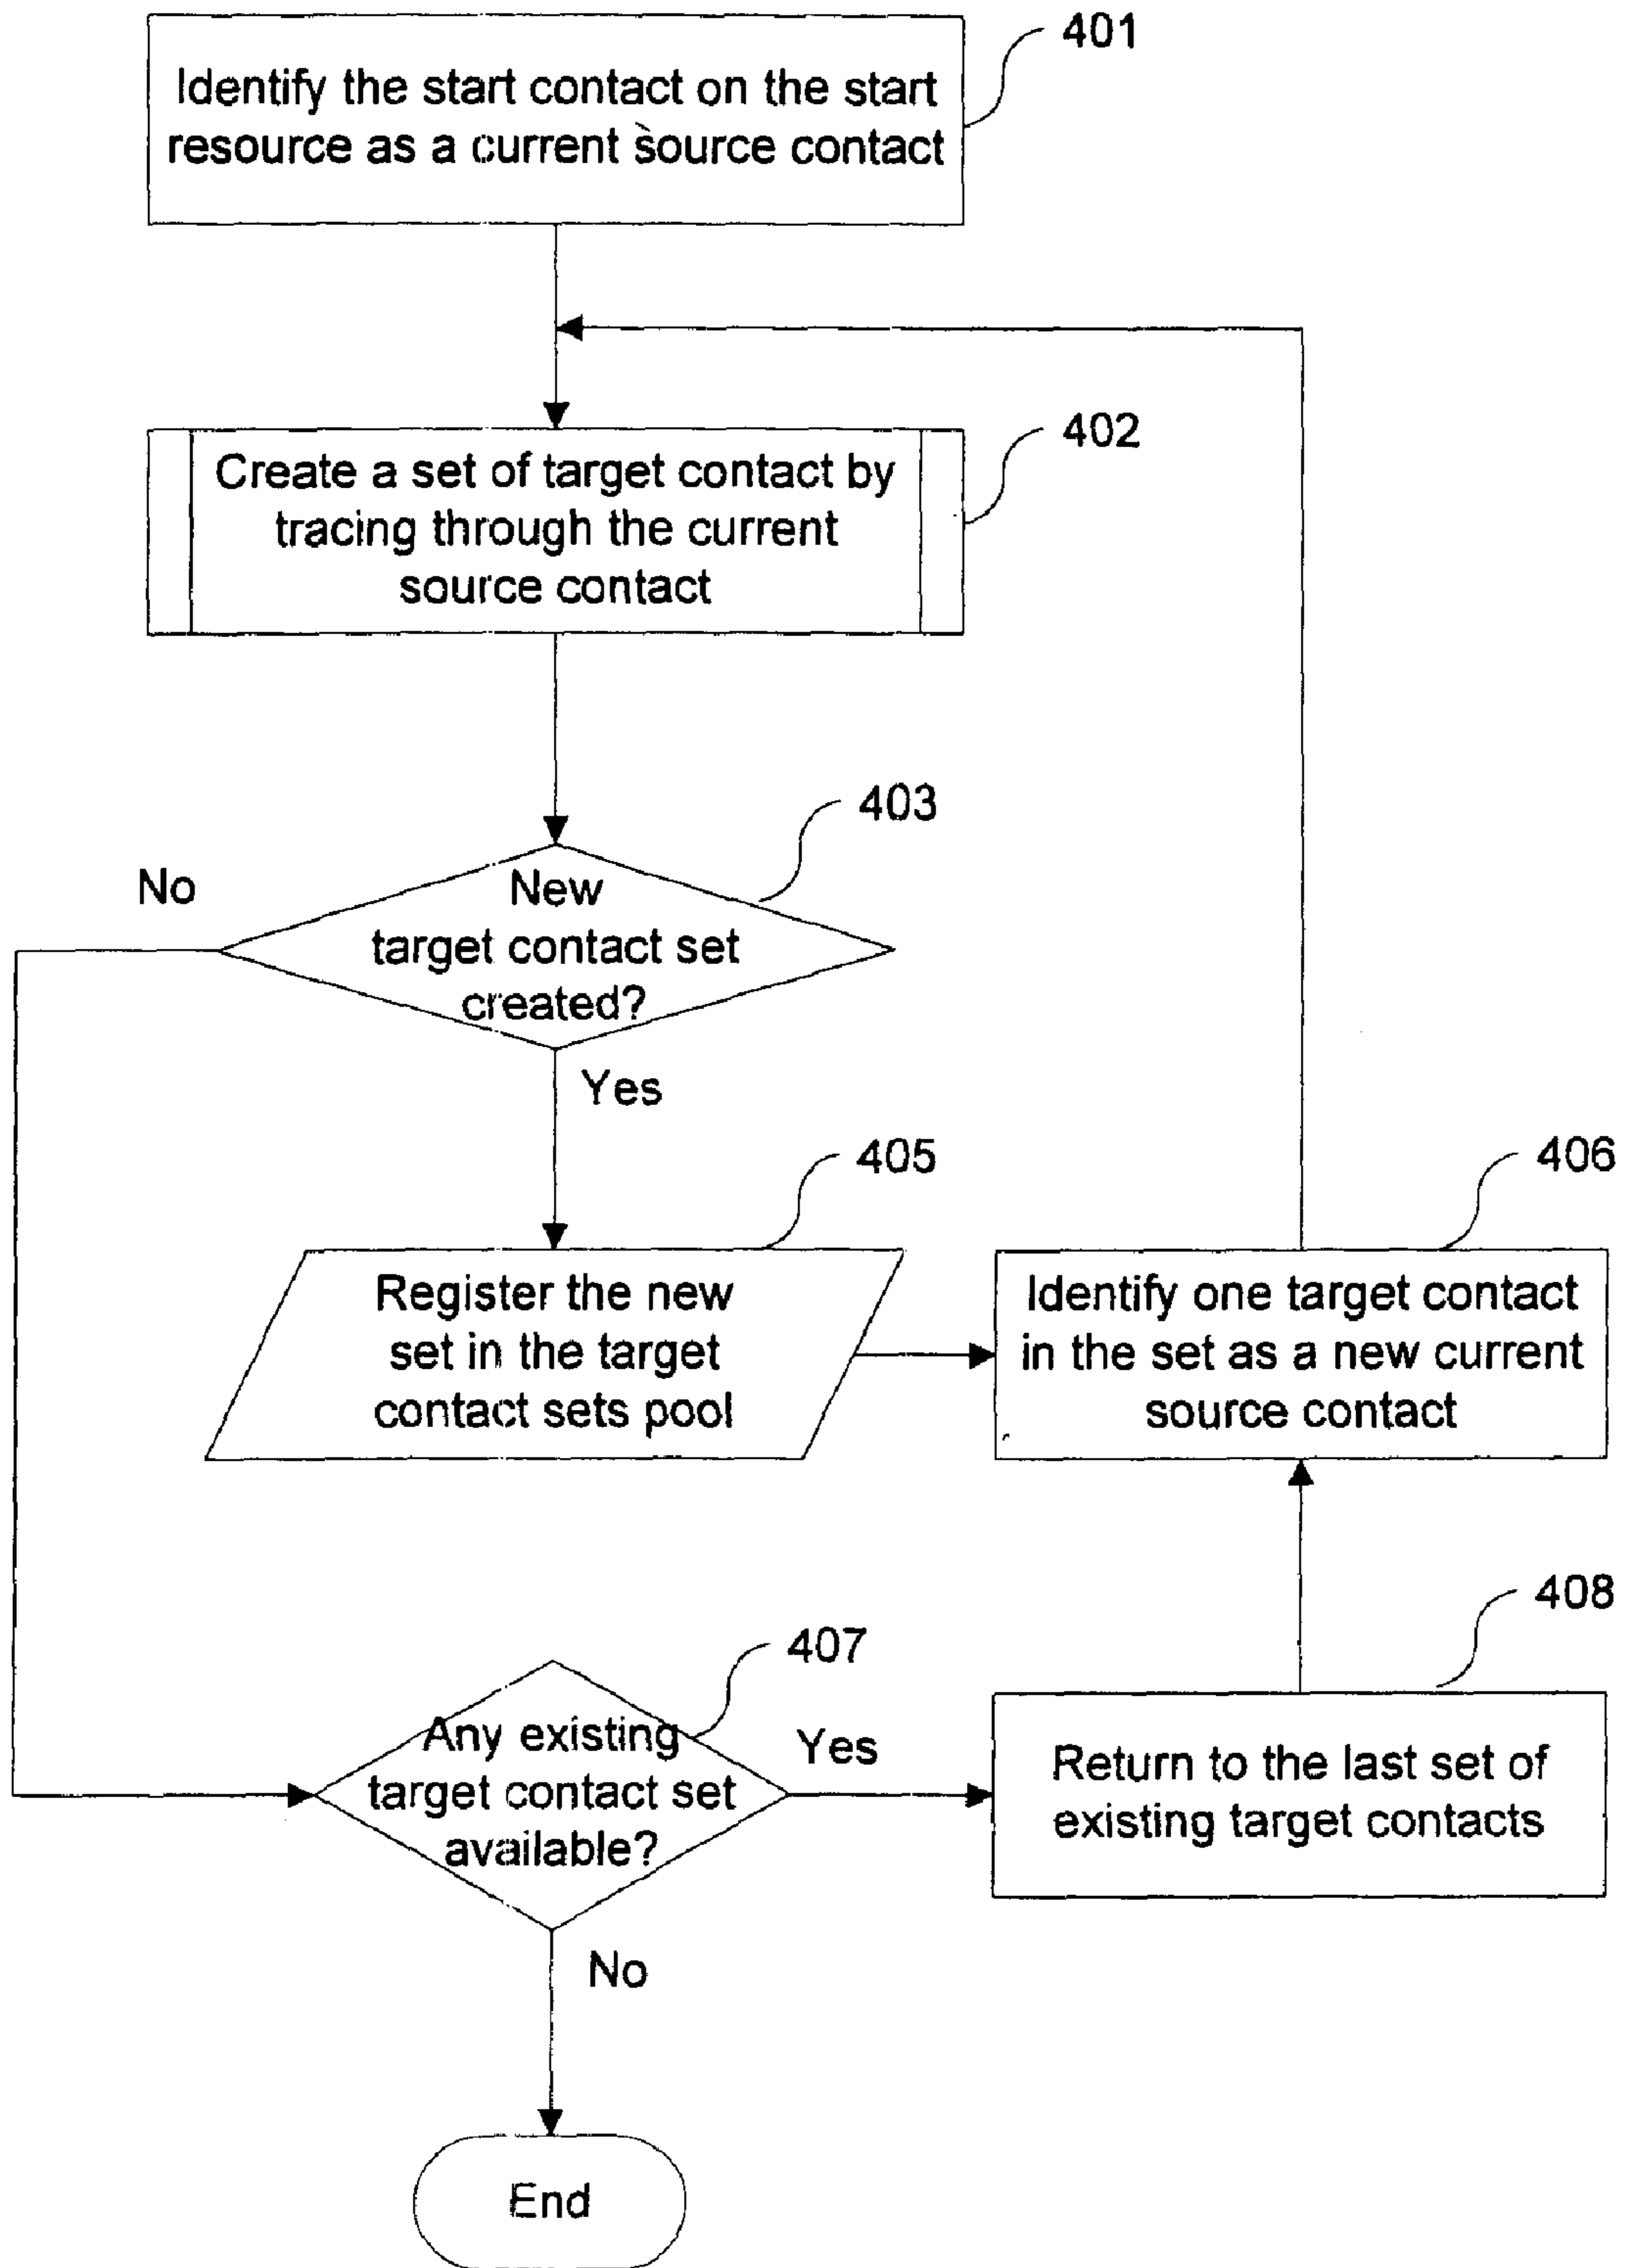 401
Identify the start contact on the start
resource as a current source contact
402
Create a set of target contact by
tracing through the current
source contact
403
No
New
target contact set
created?
Yes
405
406
Register the new
set in the target
contact sets pool
Identify one target contact
in the set as a new current
source contact
408
407
Any existing
target contact set
available?
Yes
Return to the last set of
existing target contacts
No
End